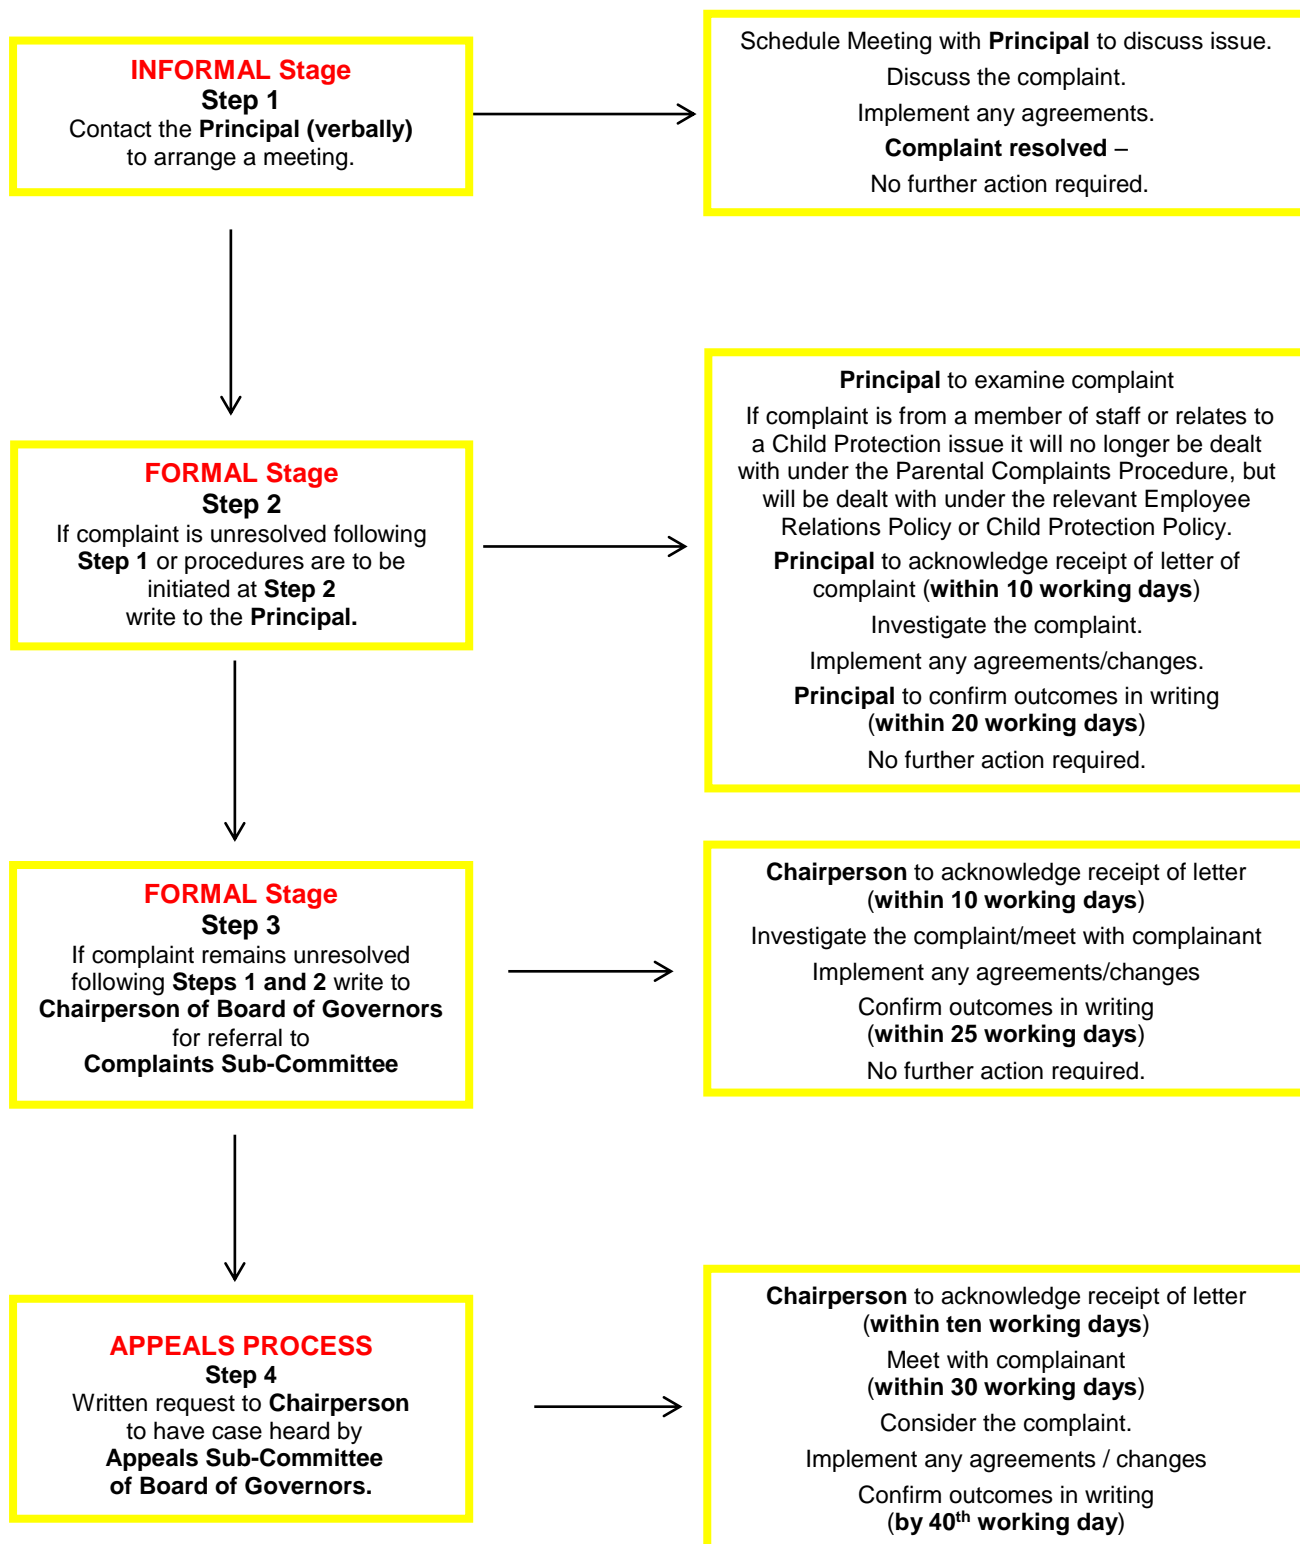 INFORMAL Stage
Step 1
Contact the Principal (verbally)
to arrange a meeting.
Schedule Meeting with Principal to discuss issue.
Discuss the complaint.
Implement any agreements.
Complaint resolved –
No further action required.
FORMAL Stage
Step 2
If complaint is unresolved following
Step 1 or procedures are to be
initiated at Step 2
write to the Principal.
Principal to examine complaint
If complaint is from a member of staff or relates to
a Child Protection issue it will no longer be dealt
with under the Parental Complaints Procedure, but
will be dealt with under the relevant Employee
Relations Policy or Child Protection Policy.
Principal to acknowledge receipt of letter of
complaint (within 10 working days)
Investigate the complaint.
Implement any agreements/changes.
Principal to confirm outcomes in writing
(within 20 working days)
No further action required.
FORMAL Stage
Step 3
If complaint remains unresolved
following Steps 1 and 2 write to
Chairperson of Board of Governors
for referral to
Complaints Sub-Committee
Chairperson to acknowledge receipt of letter
(within 10 working days)
Investigate the complaint/meet with complainant
Implement any agreements/changes
Confirm outcomes in writing
(within 25 working days)
No further action required.
APPEALS PROCESS
Step 4
Written request to Chairperson
to have case heard by
Appeals Sub-Committee
of Board of Governors.
Chairperson to acknowledge receipt of letter
(within ten working days)
Meet with complainant
(within 30 working days)
Consider the complaint.
Implement any agreements / changes
Confirm outcomes in writing
(by 40th working day)